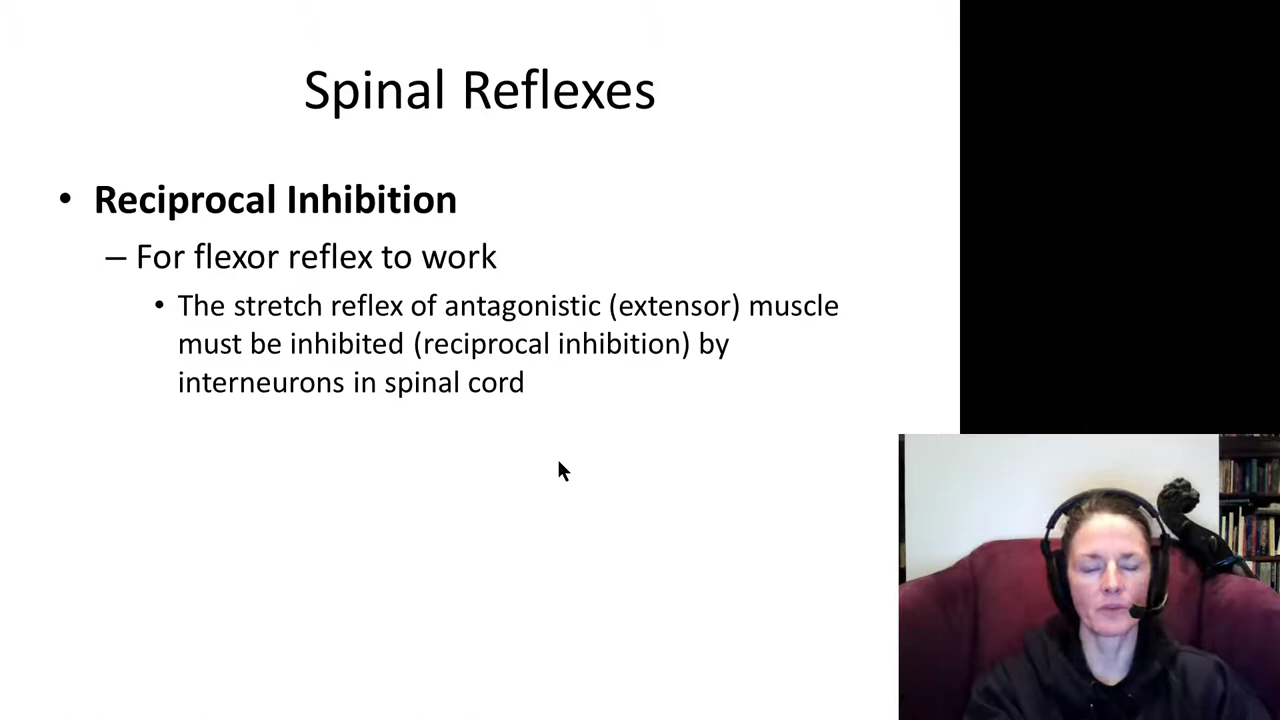 Spinal Reflexes
• Reciprocal Inhibition
– For flexor reflex to work
• The stretch reflex of antagonistic (extensor) muscle
must be inhibited (reciprocal inhibition) by
interneurons in spinal cord